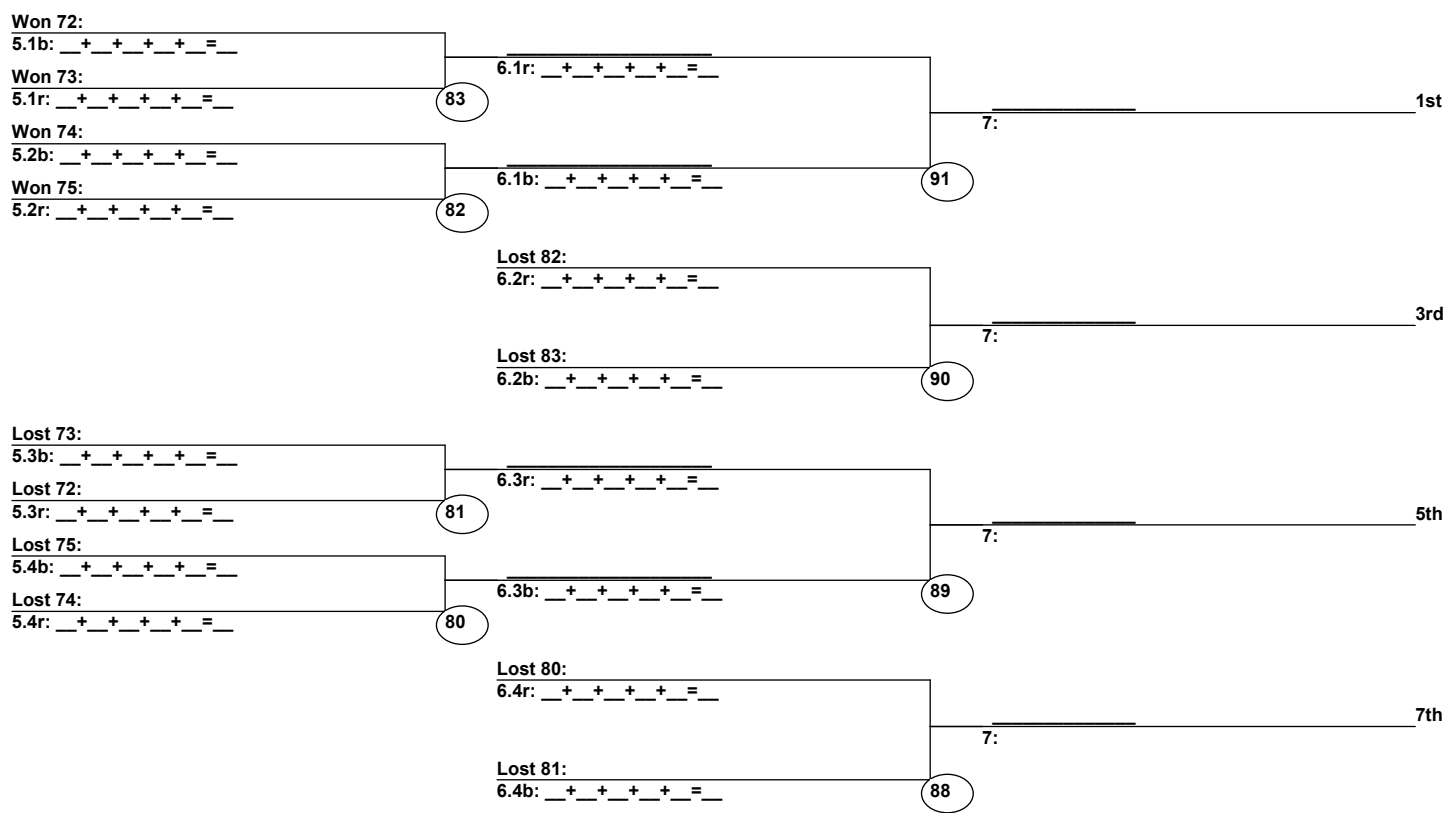 Won 72:
5.1b: __+__+__+__+__=__
Won 73:
5.1r: __+__+__+__+__=__
83
Won 74:
5.2b: __+__+__+__+__=__
Won 75:
5.2r: __+__+__+__+__=__
82
6.1r: __+__+__+__+__=__
6.1b: __+__+__+__+__=__
91
7:
1st
Lost 82:
6.2r: __+__+__+__+__=__
Lost 83:
6.2b: __+__+__+__+__=__
90
7:
3rd
Lost 73:
5.3b: __+__+__+__+__=__
Lost 72:
5.3r: __+__+__+__+__=__
81
Lost 75:
5.4b: __+__+__+__+__=__
Lost 74:
5.4r: __+__+__+__+__=__
80
6.3r: __+__+__+__+__=__
6.3b: __+__+__+__+__=__
89
7:
5th
Lost 80:
6.4r: __+__+__+__+__=__
Lost 81:
6.4b: __+__+__+__+__=__
88
7:
7th